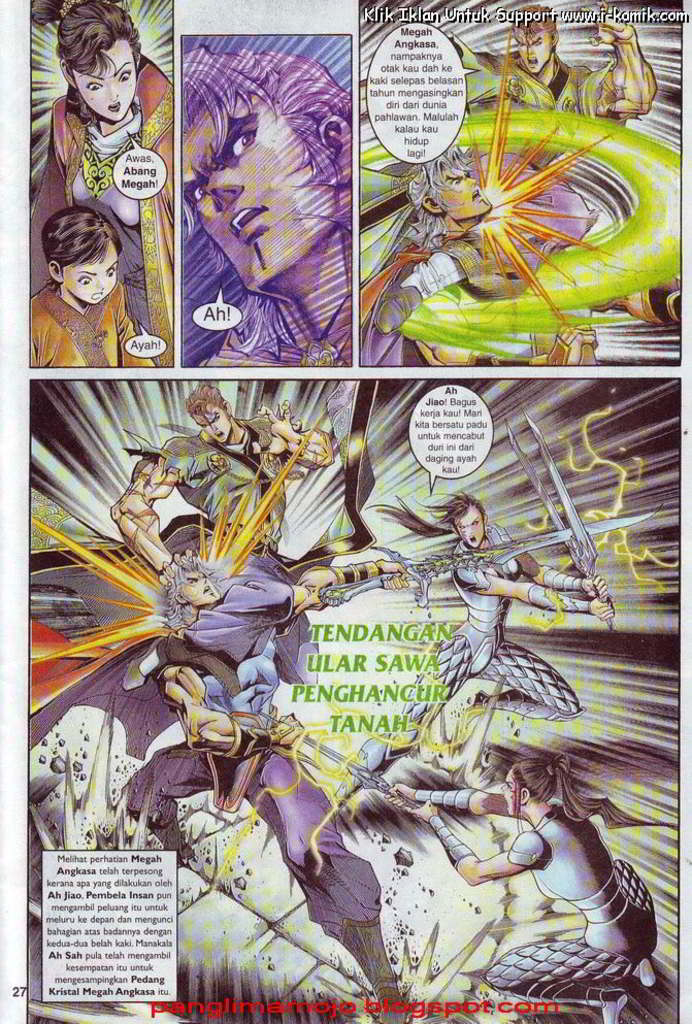 Klik Iklan Untuk Support www.i-kamik.com
Awas,
Abang
Megah!
Ayah!
Ah!
Megah
Angkasa,
nampaknya
otak kau dah ke
kaki selepas belasan
tahun mengasingkan
diri dari dunia
pahlawan. Malulah
kalau kau
hidup
lagi!
Ah
Jiao! Bagus
kerja kau! Mari
kita bersatu padu
untuk mencabut
duri ini dari
daging ayah
kau!
TENDANGAN
ULAR SAWA
PENGHANCUR
TANAH
Melihat perhatian Megah
Angkasa telah terpesong
kerana apa yang dilakukan oleh
Ah Jiao, Pembela Insan pun
mengambil peluang itu untuk
meluru ke depan dan mengunci
bahagian atas badannya dengan
kedua-dua belah kaki. Manakala
Ah Sah pula telah mengambil
kesempatan itu untuk
mengesampingkan Pedang
Kristal Megah Angkasa itu.
27
panglimamojo.blogspot.com